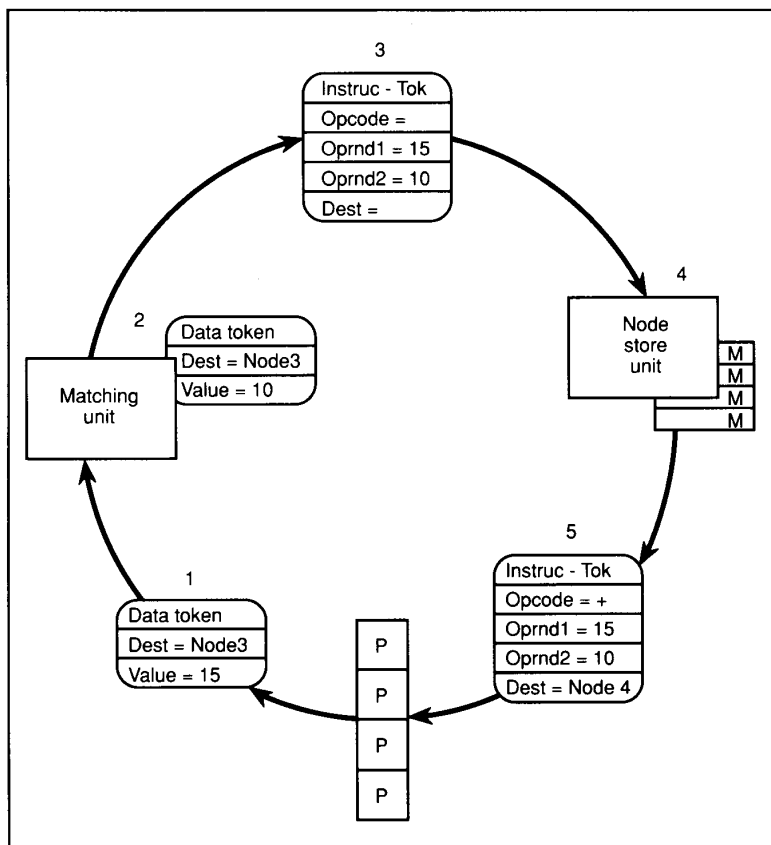 3
Instruc - Tok
Opcode =
Oprnd1 = 15
Oprnd2 = 10
Dest =
4
Node
store
unit
M
M
M
M
2
Data token
Dest = Node3
Value = 10
Matching
unit
5
Instruc - Tok
Opcode = +
Oprnd1 = 15
Oprnd2 = 10
Dest = Node 4
1
Data token
Dest = Node3
Value = 15
P
P
P
P